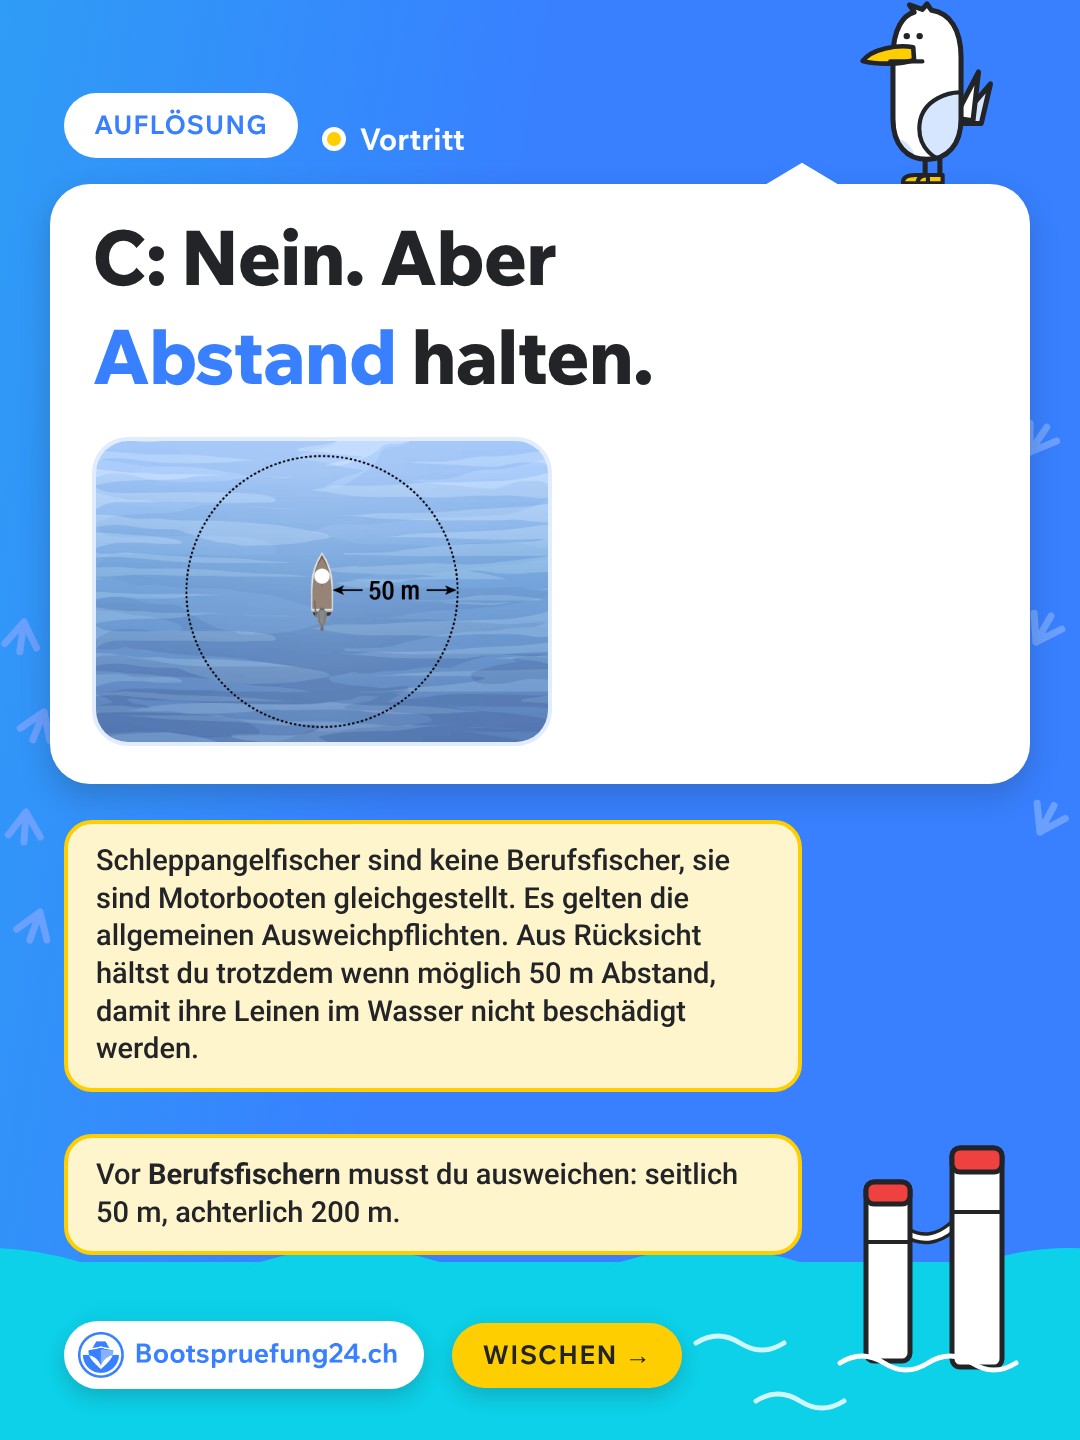 AUFLÖSUNG
Vortritt
C: Nein. Aber
Abstand halten.
50 m
Schleppangelfischer sind keine Berufsfischer, sie
sind Motorbooten gleichgestellt. Es gelten die
allgemeinen Ausweichpflichten. Aus Rücksicht
hältst du trotzdem wenn möglich 50 m Abstand,
damit ihre Leinen im Wasser nicht beschädigt
werden.
Vor Berufsfischern musst du ausweichen: seitlich
50 m, achterlich 200 m.
Bootspruefung24.ch
WISCHEN →